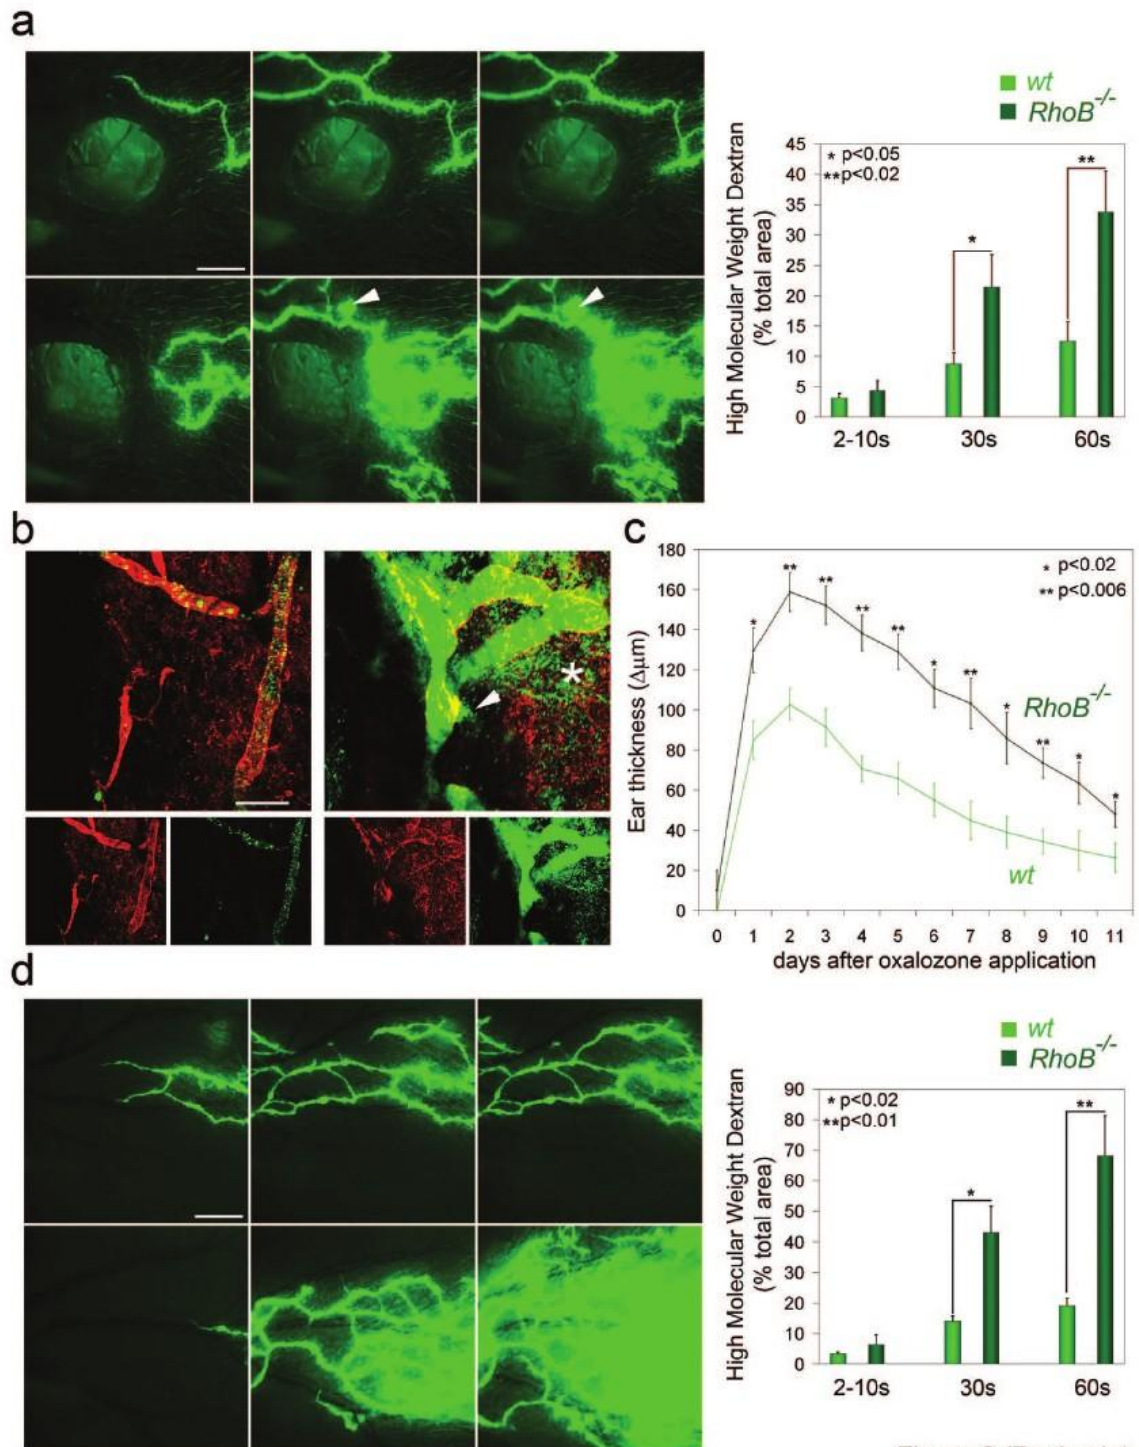 a
wt
RhoB-/-
High Molecular Weight Dextran
(% total area)
45
40
35
30
25
20
15
10
5
0
* p<0.05
**p<0.02
*
**
2-10s 30s 60s
b
*
c
Ear thickness (Δµm)
180
160
140
120
100
80
60
40
20
0
* p<0.02
** p<0.006
* ** ** ** ** * ** * ** * *
RhoB-/-
wt
0 1 2 3 4 5 6 7 8 9 10 11
days after oxalozone application
d
wt
RhoB-/-
High Molecular Weight Dextran
(% total area)
90
80
70
60
50
40
30
20
10
0
* p<0.02
**p<0.01
*
**
2-10s 30s 60s